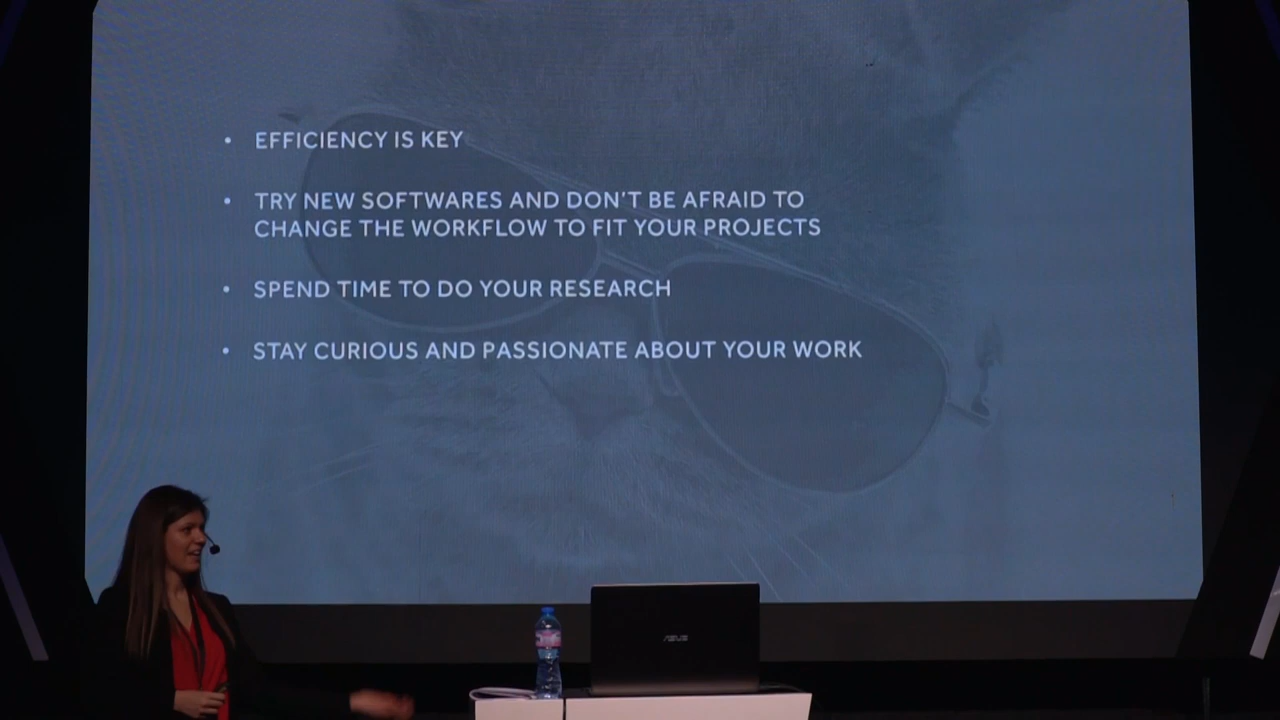 • EFFICIENCY IS KEY
• TRY NEW SOFTWARES AND DON'T BE AFRAID TO
CHANGE THE WORKFLOW TO FIT YOUR PROJECTS
• SPEND TIME TO DO YOUR RESEARCH
• STAY CURIOUS AND PASSIONATE ABOUT YOUR WORK
ASUS